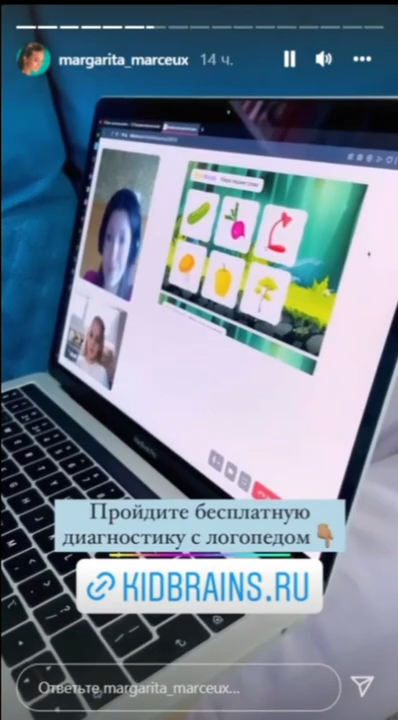 margarita_marceux 14 ч.
Пройдите бесплатную
диагностику с логопедом
KIDBRAINS.RU
Ответьте margarita_marceux...